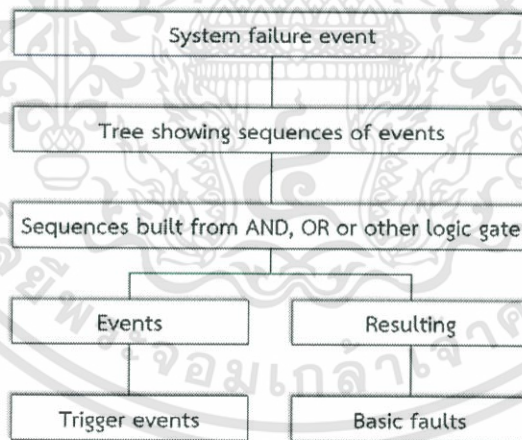 System failure event
Tree showing sequences of events
Sequences built from AND, OR or other logic gate
Events
Resulting
Trigger events
Basic faults